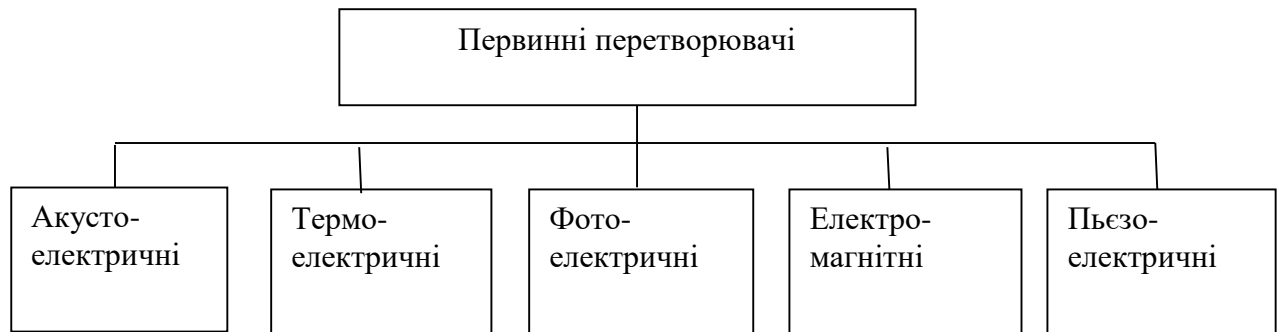 Первинні перетворювачі
Акусто-
електричні
Термо-
електричні
Фото-
електричні
Електро-
магнітні
Пьєзо-
електричні